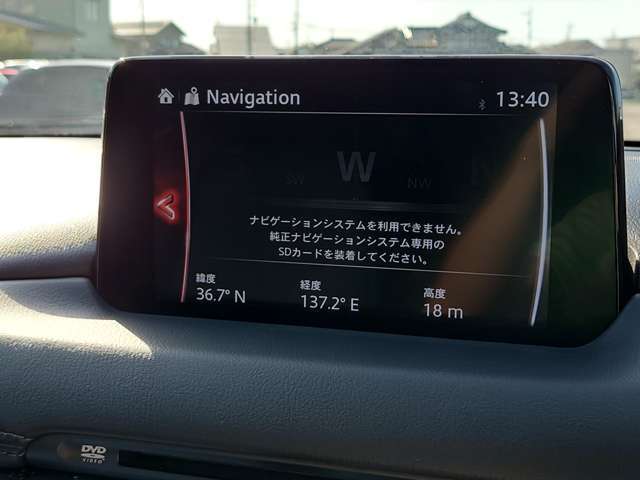 Navigation
13:40
SW W NW N
ナビゲーションシステムを利用できません。
純正ナビゲーションシステム専用の
SDカードを装着してください。
緯度 経度 高度
36.7° N 137.2° E 18 m
DVD
VIDEO